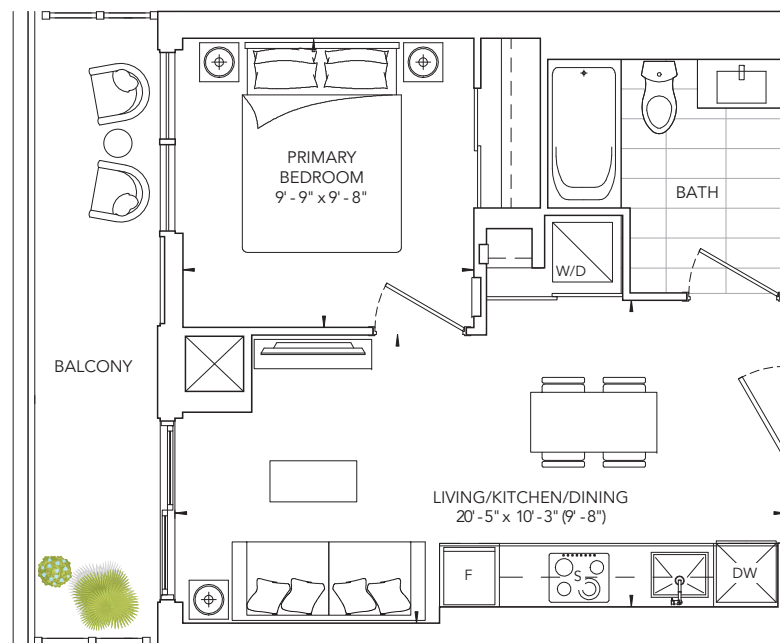 PRIMARY
BEDROOM
9' - 9" x 9' - 8"
BATH
W/D
BALCONY
LIVING/KITCHEN/DINING
20' - 5" x 10' - 3" (9' - 8")
F
S
DW